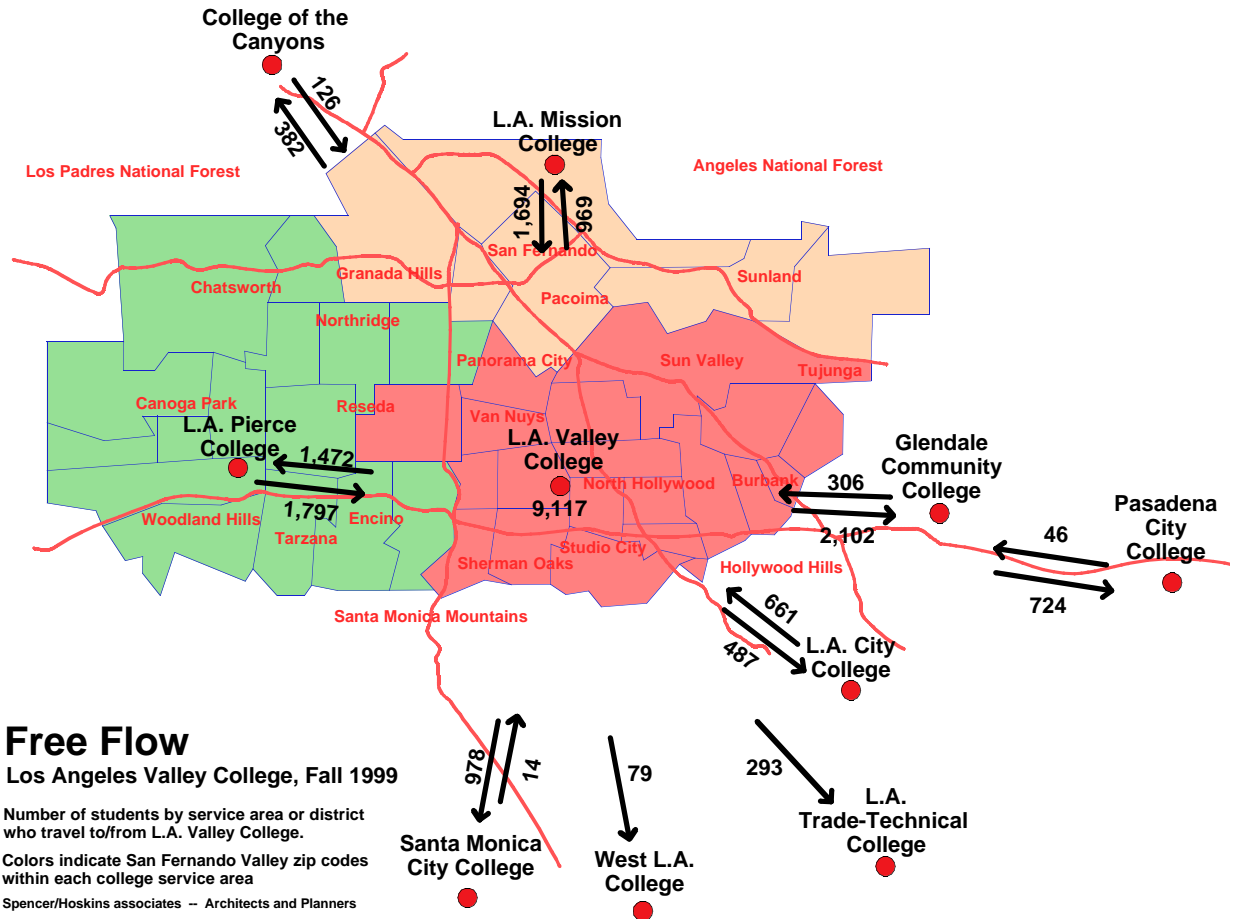 College of the
Canyons
126
382
L.A. Mission
College
Los Padres National Forest
Angeles National Forest
1,694
969
San Fernando
Granada Hills
Sunland
Chatsworth
Pacoima
Northridge
Panorama City
Sun Valley
Tujunga
Canoga Park
Reseda
Van Nuys
L.A. Pierce
College
L.A. Valley
College
Glendale
Community
College
1,472
North Hollywood
Burbank
306
9,117
Pasadena
City
College
1,797
Woodland Hills
Encino
Tarzana
2,102
46
Studio City
Sherman Oaks
Hollywood Hills
724
661
Santa Monica Mountains
487
L.A. City
College
Free Flow
Los Angeles Valley College, Fall 1999
978
14
79
293
Number of students by service area or district
who travel to/from L.A. Valley College.
L.A.
Trade-Technical
College
Santa Monica
City College
West L.A.
College
Colors indicate San Fernando Valley zip codes
within each college service area
Spencer/Hoskins associates -- Architects and Planners